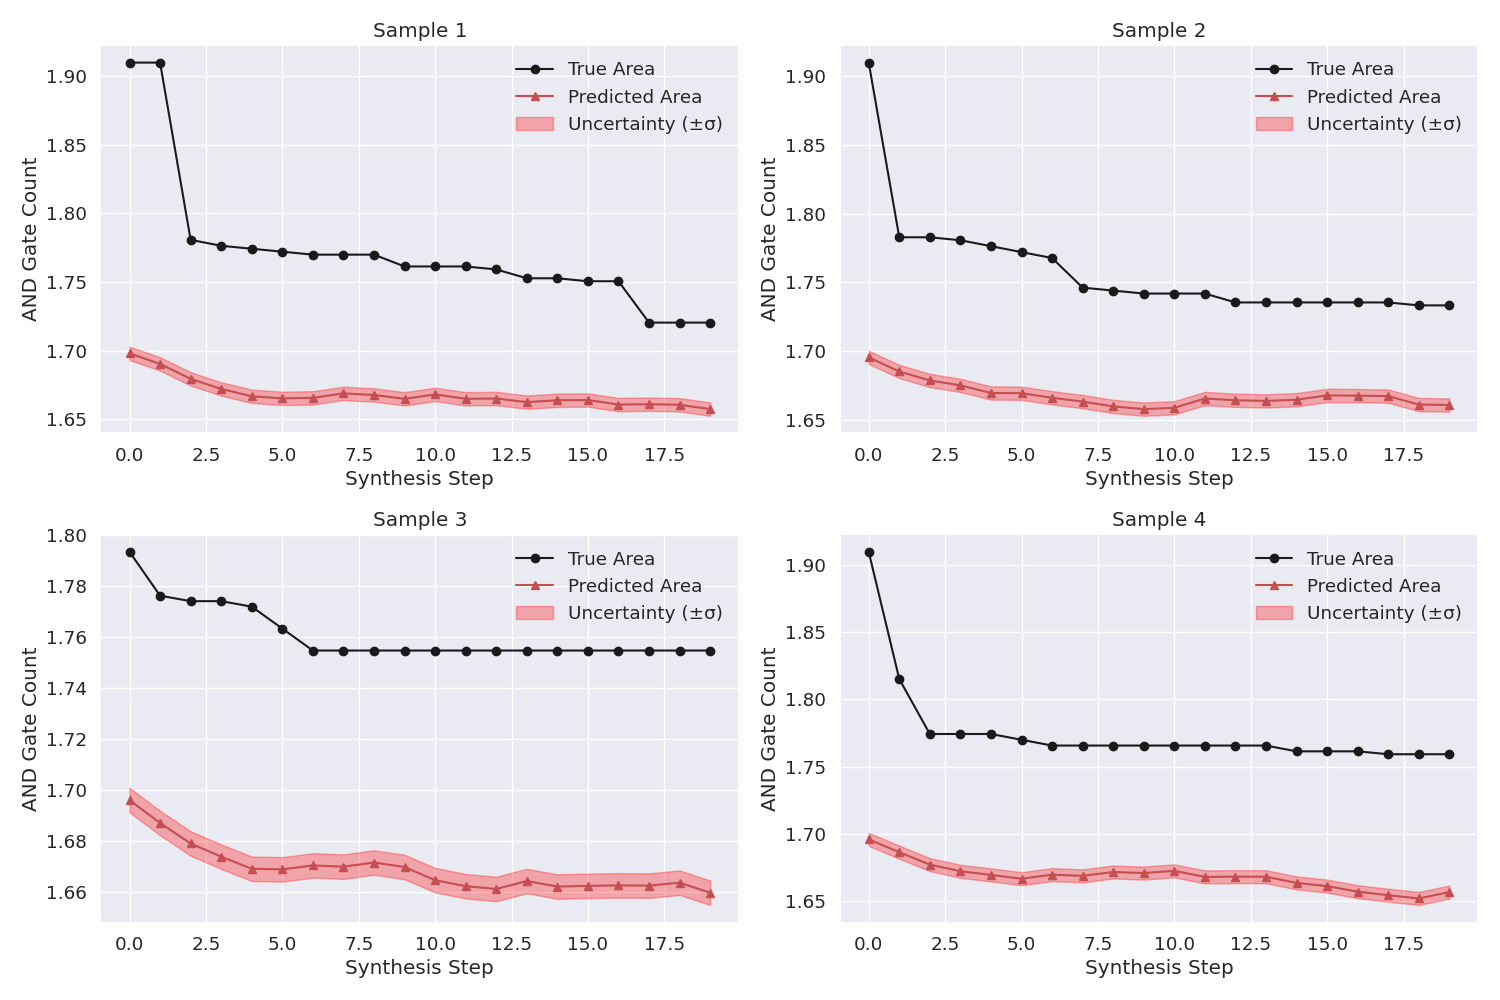 Sample 1
AND Gate Count
1.90
1.85
1.80
1.75
1.70
1.65
True Area
Predicted Area
Uncertainty (±σ)
0.0 2.5 5.0 7.5 10.0 12.5 15.0 17.5
Synthesis Step
Sample 2
AND Gate Count
1.90
1.85
1.80
1.75
1.70
1.65
True Area
Predicted Area
Uncertainty (±σ)
0.0 2.5 5.0 7.5 10.0 12.5 15.0 17.5
Synthesis Step
Sample 3
AND Gate Count
1.80
1.78
1.76
1.74
1.72
1.70
1.68
1.66
True Area
Predicted Area
Uncertainty (±σ)
0.0 2.5 5.0 7.5 10.0 12.5 15.0 17.5
Synthesis Step
Sample 4
AND Gate Count
1.90
1.85
1.80
1.75
1.70
1.65
True Area
Predicted Area
Uncertainty (±σ)
0.0 2.5 5.0 7.5 10.0 12.5 15.0 17.5
Synthesis Step